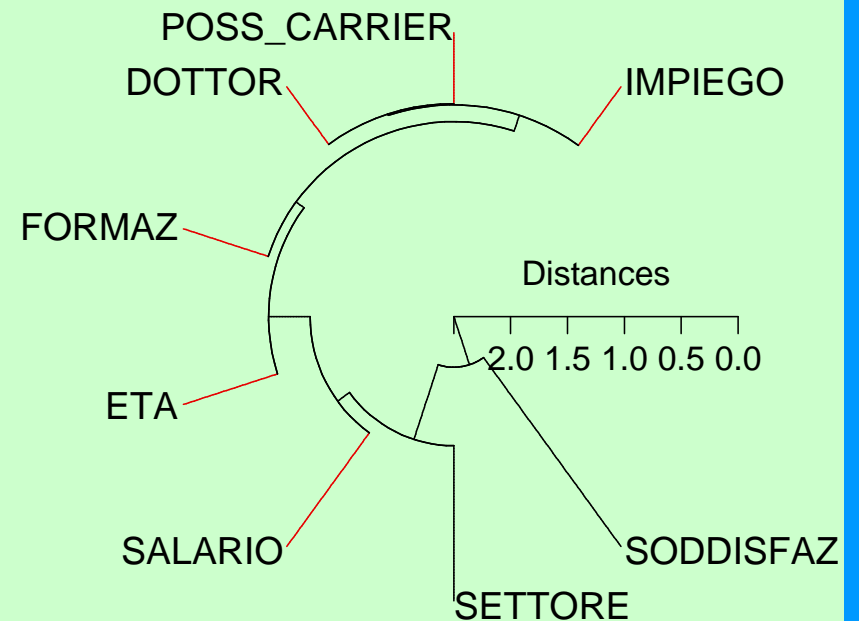 POSS_CARRIER
DOTTOR
IMPIEGO
FORMAZ
Distances
2.0 1.5 1.0 0.5 0.0
ETA
SALARIO
SODDISFAZ
SETTORE